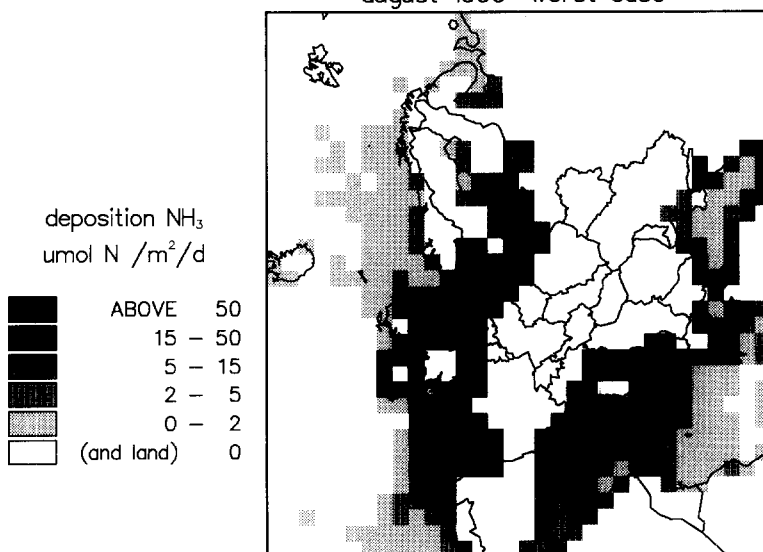 deposition NH₃
umol N /m²/d
ABOVE 50
15 – 50
5 – 15
2 – 5
0 – 2
(and land) 0